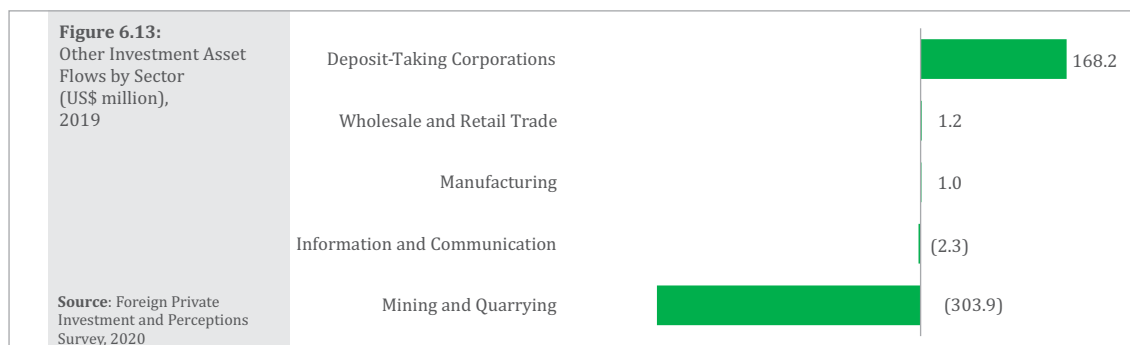 Figure 6.13:
Other Investment Asset
Flows by Sector
(US$ million),
2019
Source: Foreign Private
Investment and Perceptions
Survey, 2020
Deposit-Taking Corporations
168.2
Wholesale and Retail Trade
1.2
Manufacturing
1.0
Information and Communication
(2.3)
Mining and Quarrying
(303.9)